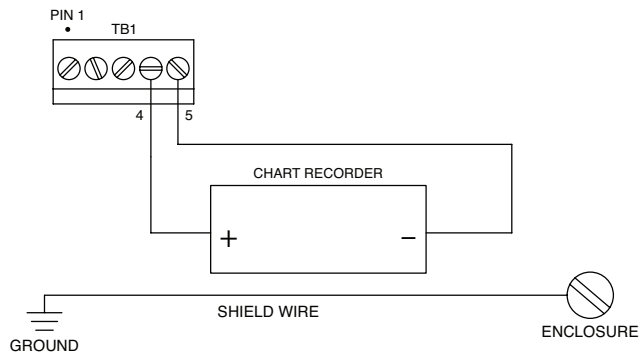 PIN 1
TB1
4
5
CHART RECORDER
+
−
SHIELD WIRE
GROUND
ENCLOSURE